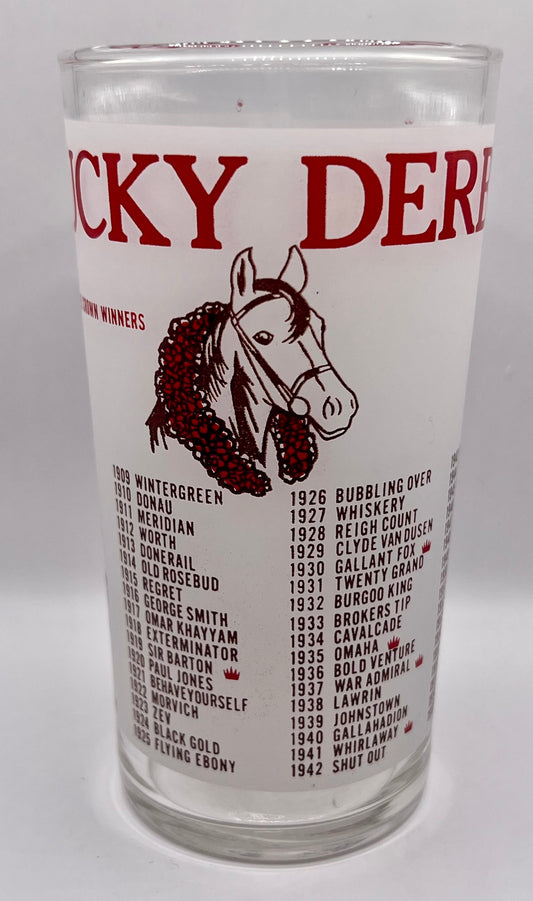 UCKY DERB
CROWN WINNERS
1909 WINTERGREEN
1910 DONAU
1911 MERIDIAN
1912 WORTH
1913 DONERAIL
1914 OLD ROSEBUD
1915 REGRET
1916 GEORGE SMITH
1917 OMAR KHAYYAM
1918 EXTERMINATOR
1919 SIR BARTON
1920 PAUL JONES
1921 BEHAVEYOURSELF
1922 MORVICH
1923 ZEV
1924 BLACK GOLD
1925 FLYING EBONY
1926 BUBBLING OVER
1927 WHISKERY
1928 REIGH COUNT
1929 CLYDE VAN DUSEN
1930 GALLANT FOX
1931 TWENTY GRAND
1932 BURGOO KING
1933 BROKERS TIP
1934 CAVALCADE
1935 OMAHA
1936 BOLD VENTURE
1937 WAR ADMIRAL
1938 LAWRIN
1939 JOHNSTOWN
1940 GALLAHADION
1941 WHIRLAWAY
1942 SHUT OUT